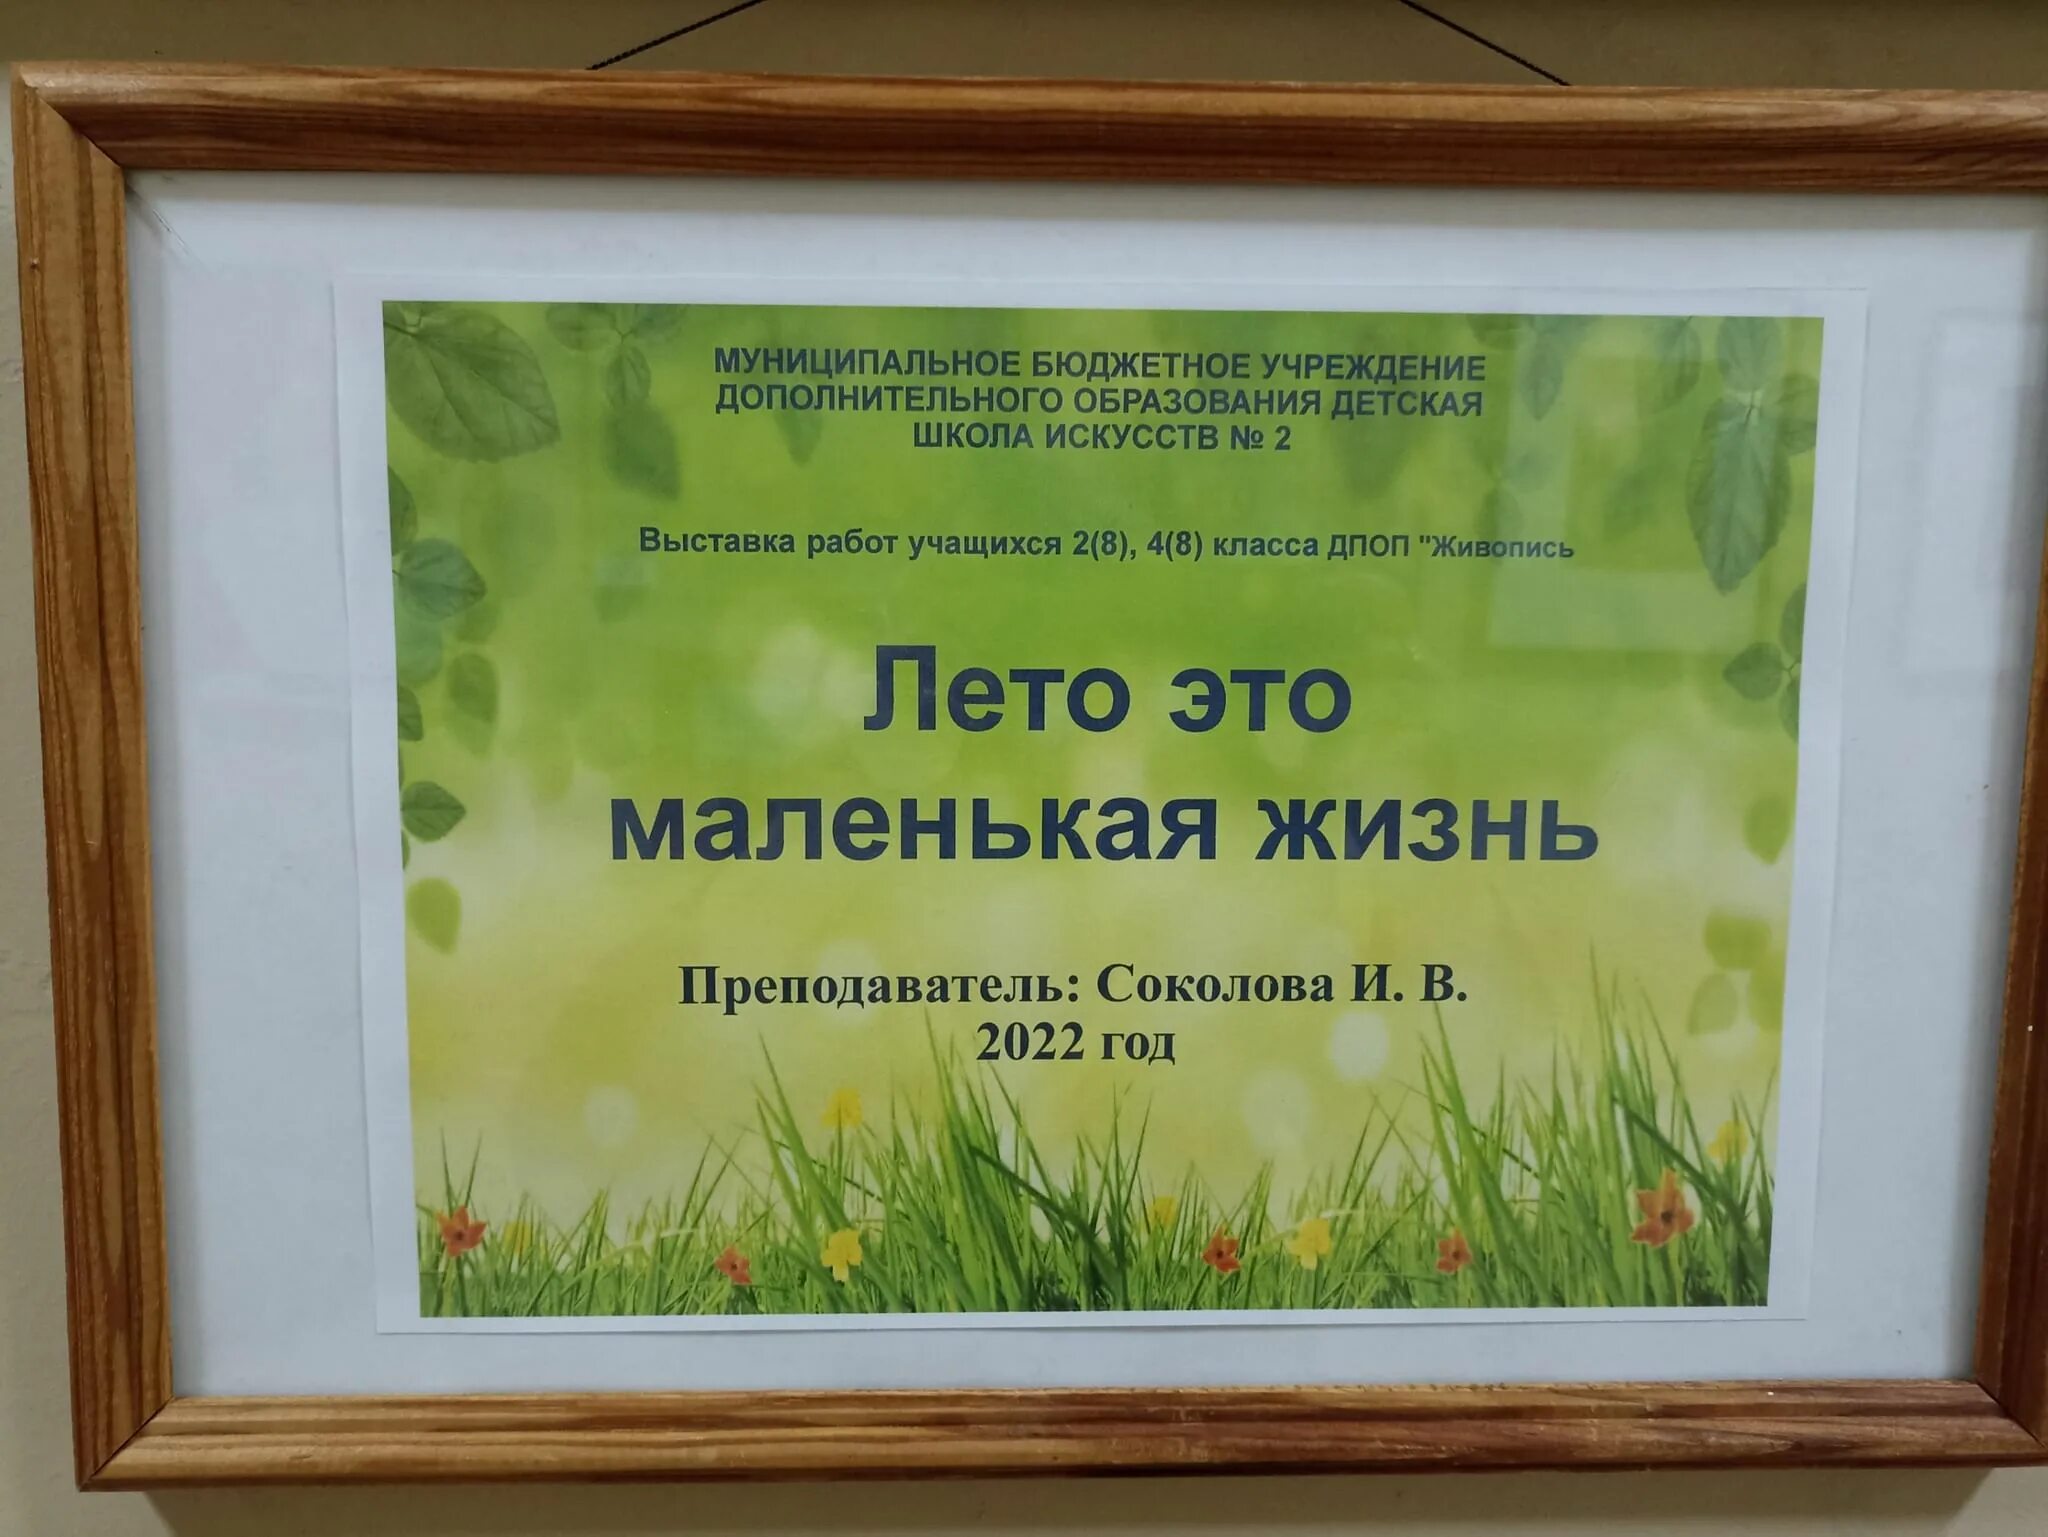 МУНИЦИПАЛЬНОЕ БЮДЖЕТНОЕ УЧРЕЖДЕНИЕ
ДОПОЛНИТЕЛЬНОГО ОБРАЗОВАНИЯ ДЕТСКАЯ
ШКОЛА ИСКУССТВ № 2
Выставка работ учащихся 2(8), 4(8) класса ДПОП "Живопись
Лето это
маленькая жизнь
Преподаватель: Соколова И. В.
2022 год